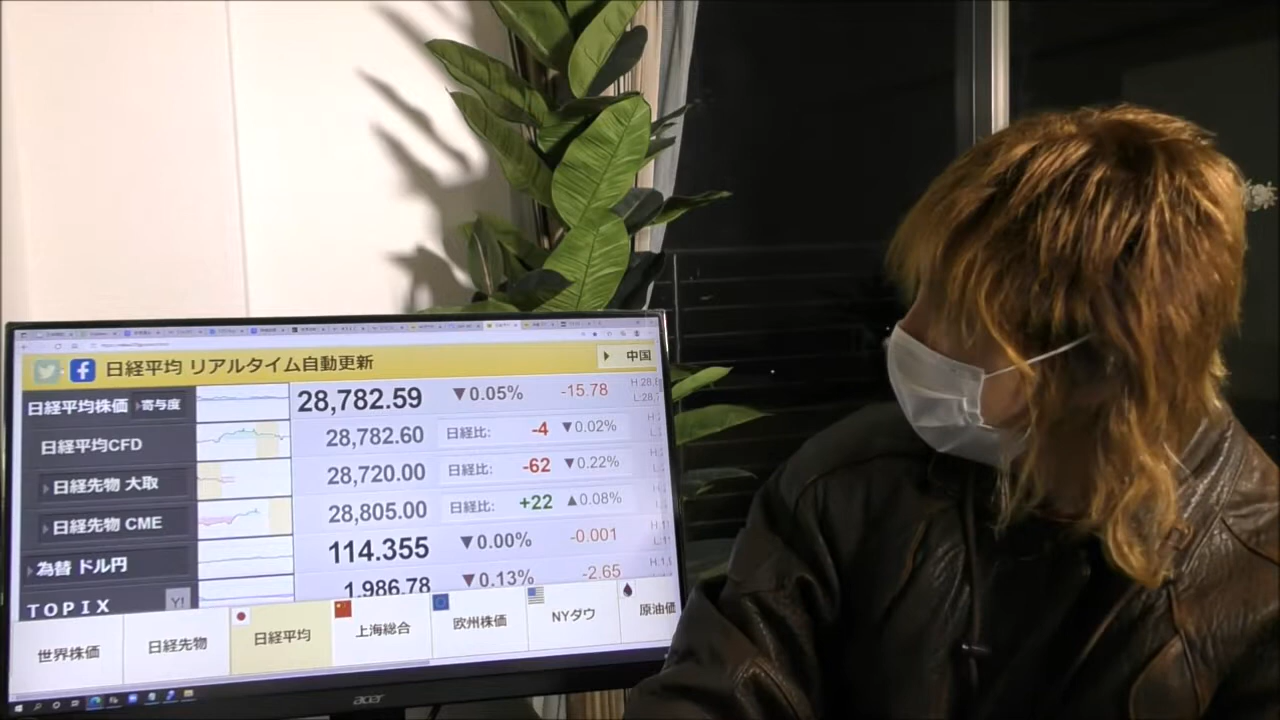 日経平均 リアルタイム自動更新
中国
日経平均株価 寄与度 28,782.59 ▼0.05% -15.78
日経平均CFD 28,782.60 日経比: -4 ▼0.02%
日経先物 大取 28,720.00 日経比: -62 ▼0.22%
日経先物 CME 28,805.00 日経比: +22 ▲0.08%
為替 ドル円 114.355 ▼0.00% -0.001
TOPIX Y! 1,986.78 ▼0.13% -2.65
世界株価 日経先物 日経平均 上海総合 欧州株価 NYダウ 原油価
acer